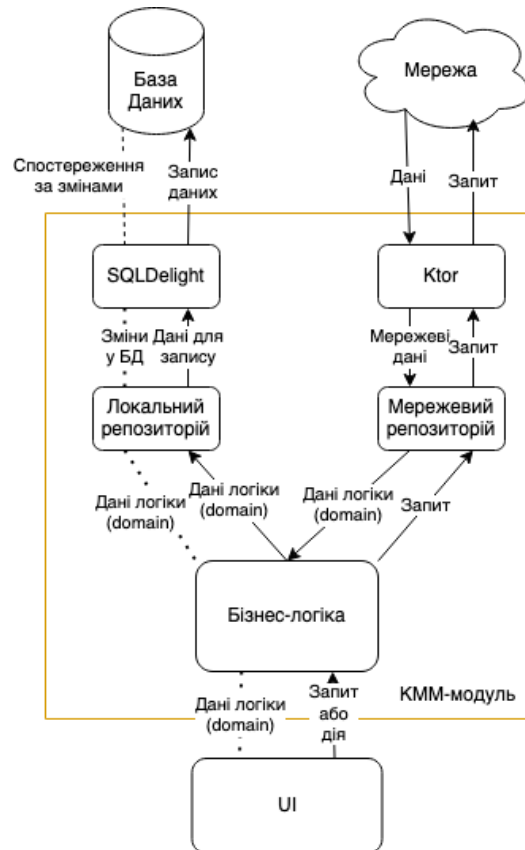 База
Даних
Мережа
Спостереження
за змінами
Запис
даних
Дані
Запит
SQLDelight
Ktor
Зміни
у БД
Дані для
запису
Мережеві
дані
Запит
Локальний
репозиторій
Мережевий
репозиторій
Дані логіки
(domain)
Дані логіки
(domain)
Дані логіки
(domain)
Запит
Бізнес-логіка
КММ-модуль
Дані логіки
(domain)
Запит
або
дія
UI